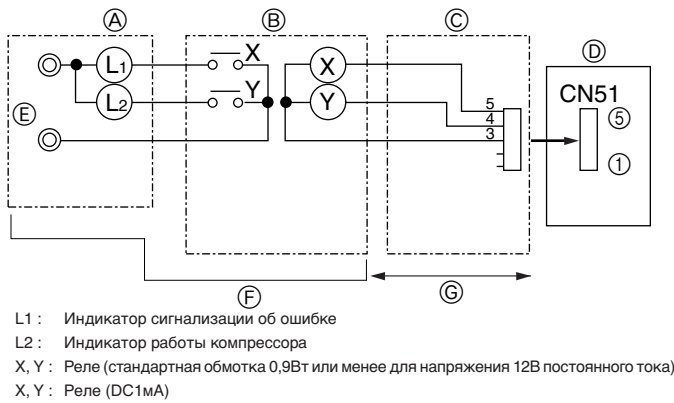 A B C D
L1 X X
L2 Y Y
E
5
4
3
CN51
5
1
F G
L1 : Индикатор сигнализации об ошибке
L2 : Индикатор работы компрессора
X, Y : Реле (стандартная обмотка 0,9Вт или менее для напряжения 12В постоянного тока)
X, Y : Реле (DC1мА)